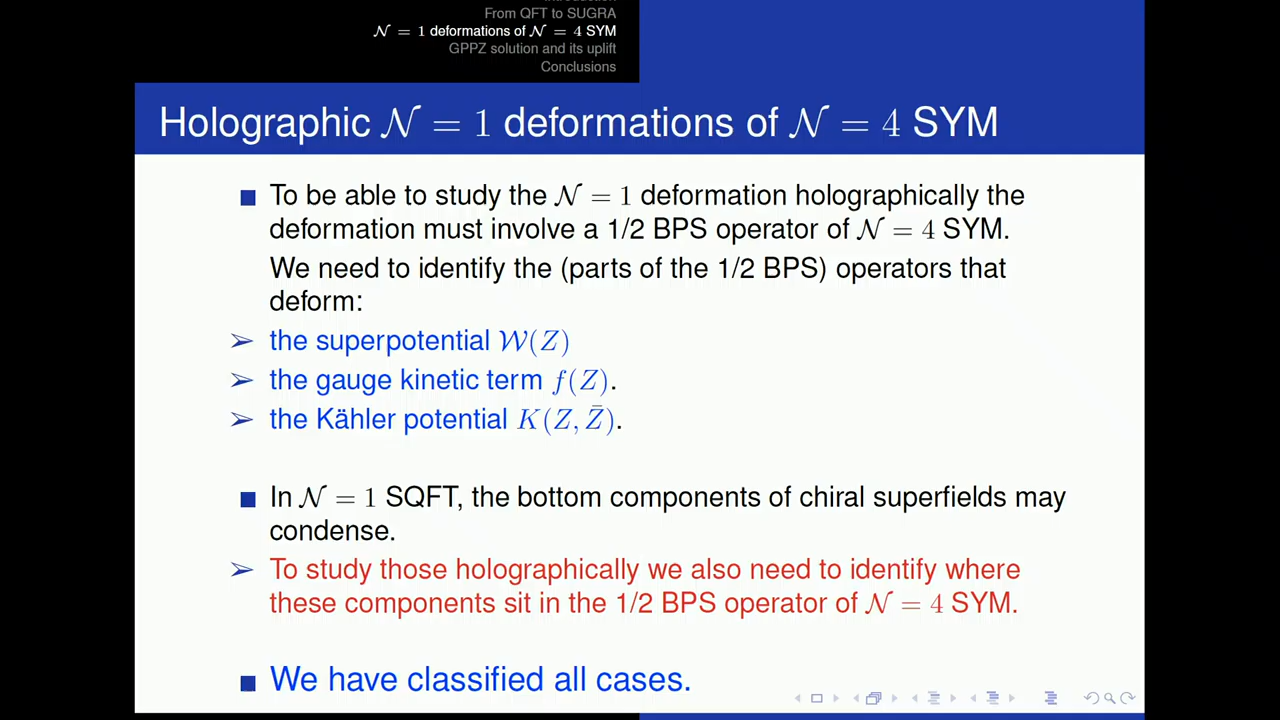 Introduction
From QFT to SUGRA
𝒩 = 1 deformations of 𝒩 = 4 SYM
GPPZ solution and its uplift
Conclusions
Holographic 𝒩 = 1 deformations of 𝒩 = 4 SYM
To be able to study the 𝒩 = 1 deformation holographically the
deformation must involve a 1/2 BPS operator of 𝒩 = 4 SYM.
We need to identify the (parts of the 1/2 BPS) operators that
deform:
➢ the superpotential 𝒲(Z)
➢ the gauge kinetic term f(Z).
➢ the Kähler potential K(Z, Z̄).
In 𝒩 = 1 SQFT, the bottom components of chiral superfields may
condense.
➢ To study those holographically we also need to identify where
these components sit in the 1/2 BPS operator of 𝒩 = 4 SYM.
We have classified all cases.